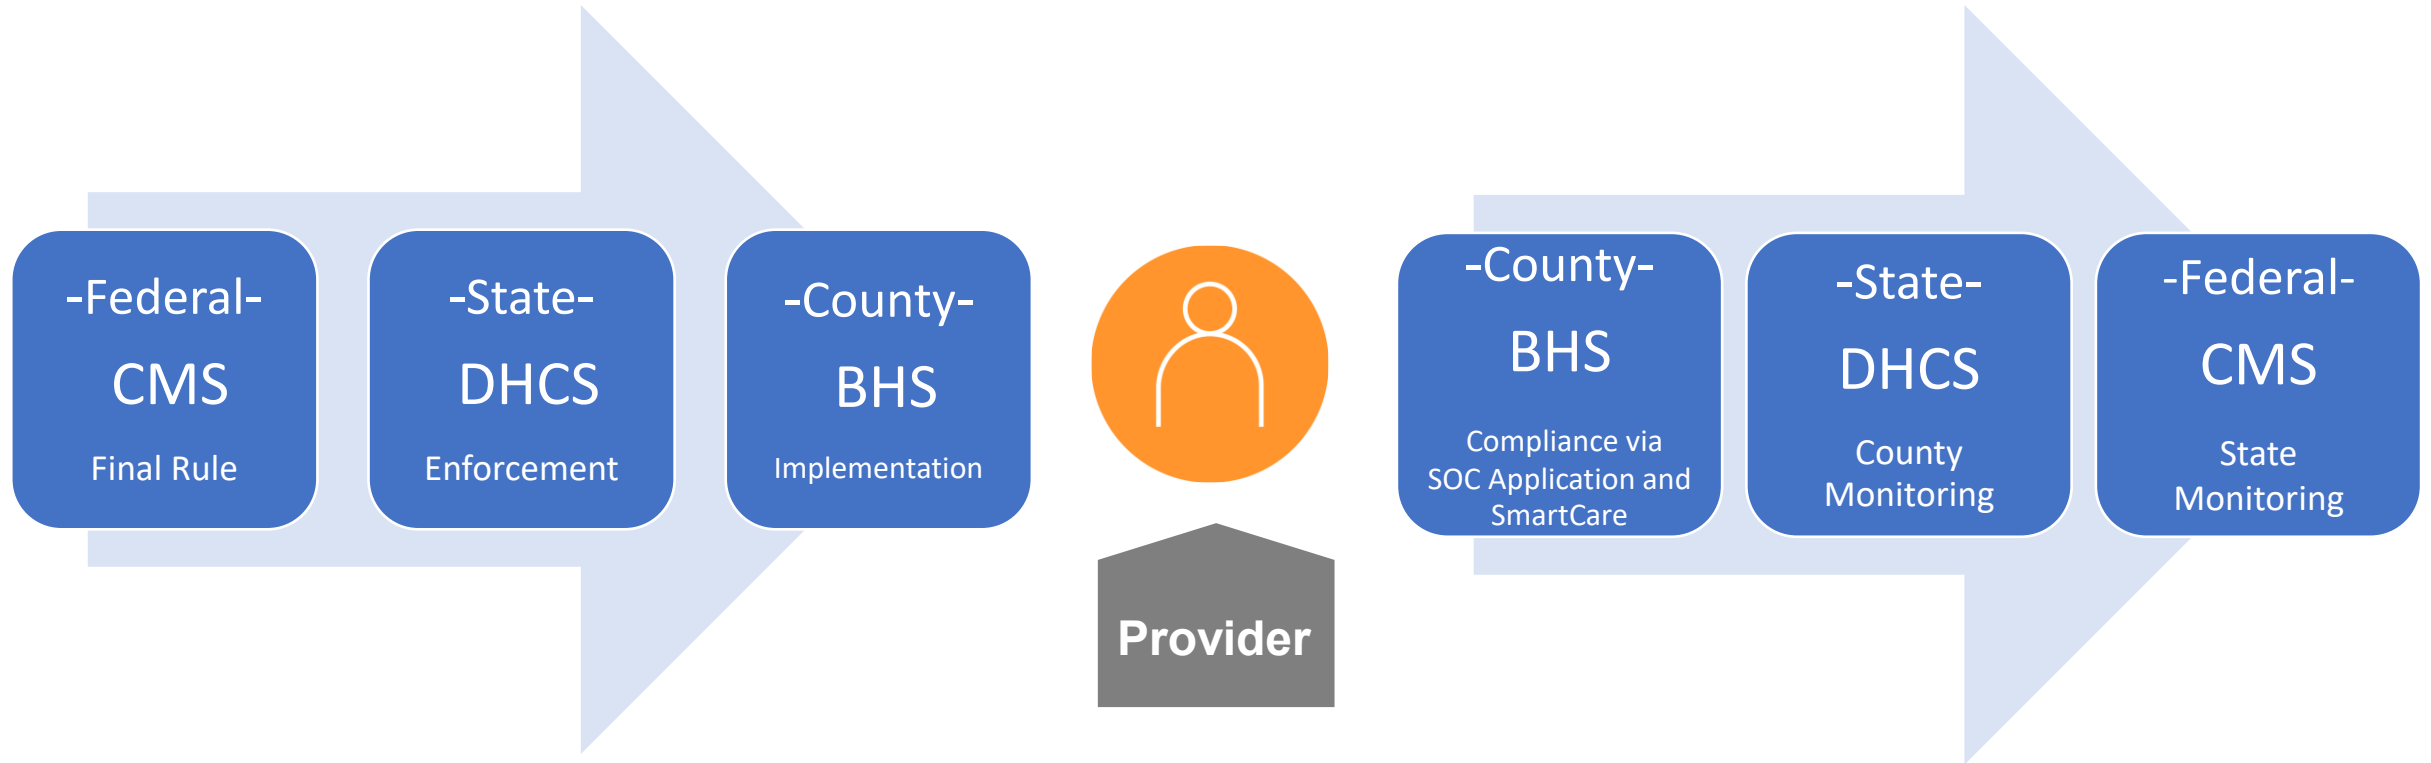 -Federal-
CMS
Final Rule
-State-
DHCS
Enforcement
-County-
BHS
Implementation
Provider
-County-
BHS
Compliance via
SOC Application and
SmartCare
-State-
DHCS
County
Monitoring
-Federal-
CMS
State
Monitoring